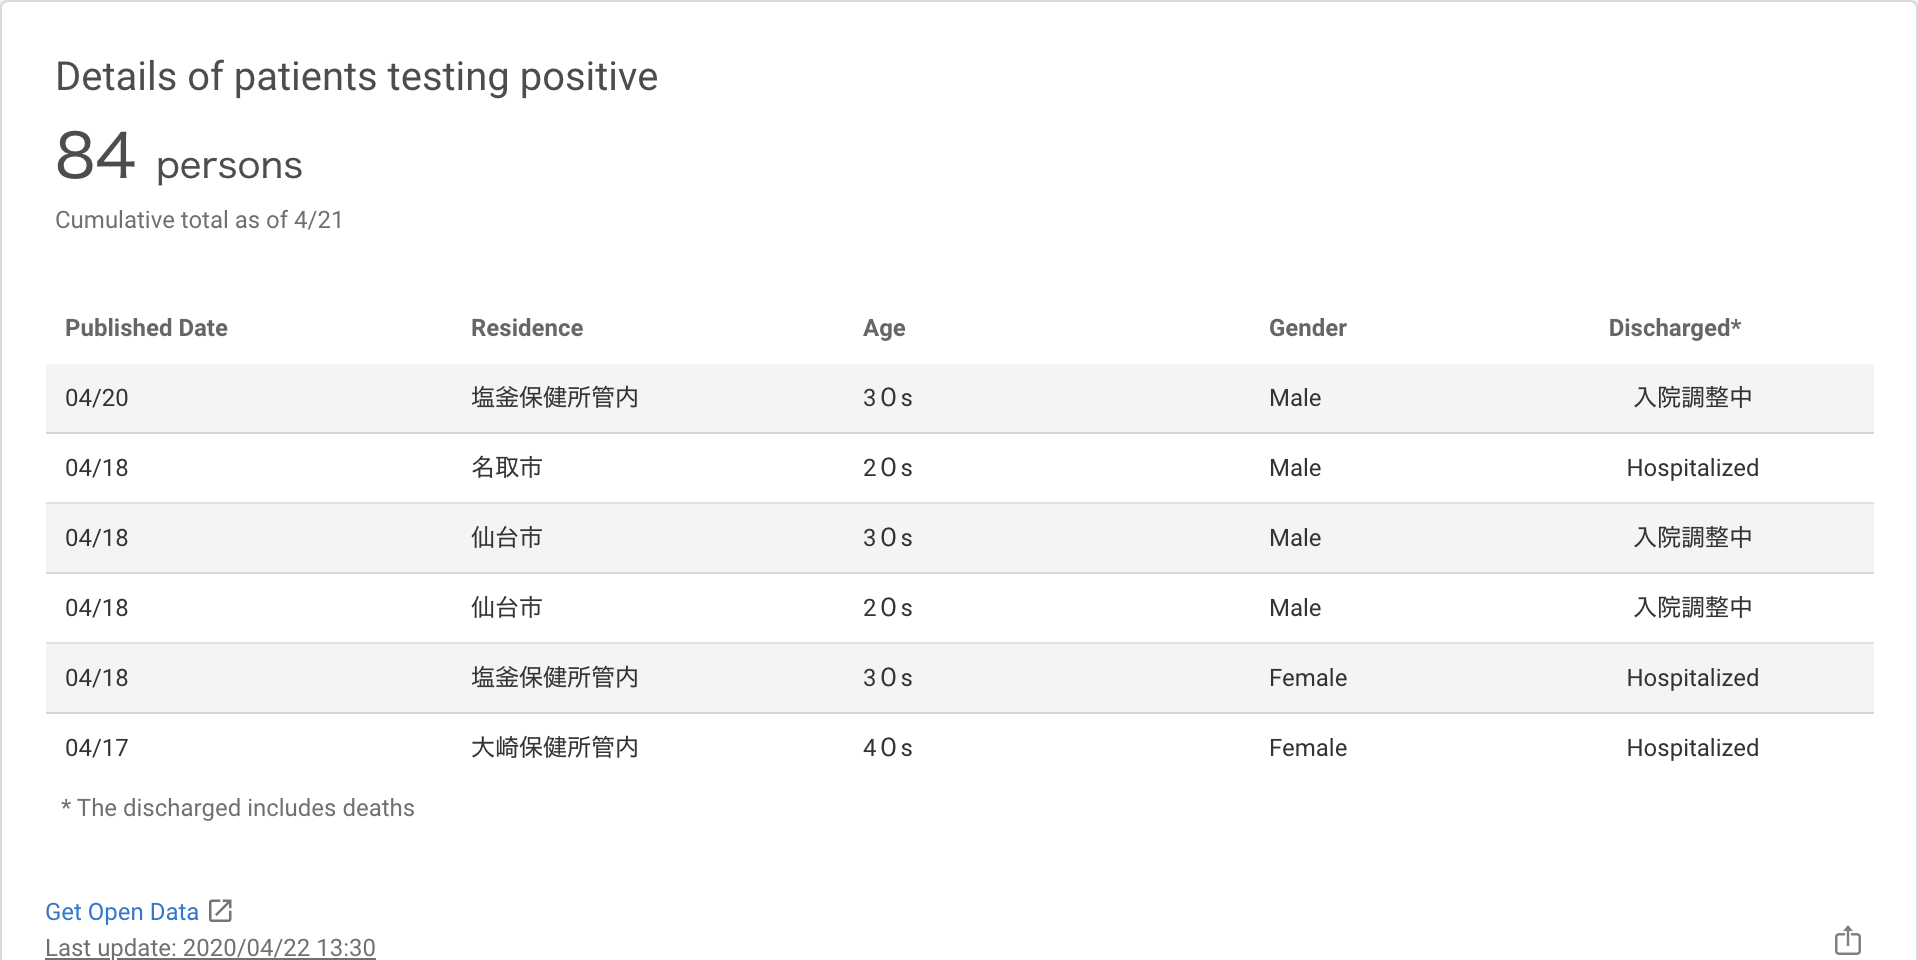 Details of patients testing positive
84 persons
Cumulative total as of 4/21
Published Date Residence Age Gender Discharged*
04/20 塩釜保健所管内 3０s Male 入院調整中
04/18 名取市 2０s Male Hospitalized
04/18 仙台市 3０s Male 入院調整中
04/18 仙台市 2０s Male 入院調整中
04/18 塩釜保健所管内 3０s Female Hospitalized
04/17 大崎保健所管内 4０s Female Hospitalized
* The discharged includes deaths
Get Open Data
Last update: 2020/04/22 13:30